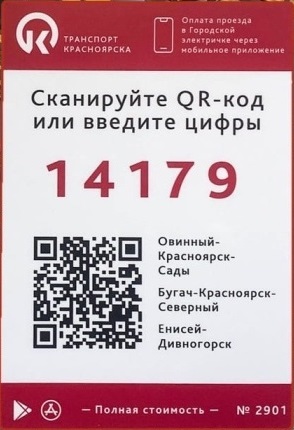 ТРАНСПОРТ
КРАСНОЯРСКА
Оплата проезда
в Городской
электричке через
мобильное приложение
Сканируйте QR-код
или введите цифры
14179
Овинный-
Красноярск-
Сады
Бугач-Красноярск-
Северный
Енисей-
Дивногорск
— Полная стоимость — № 2901